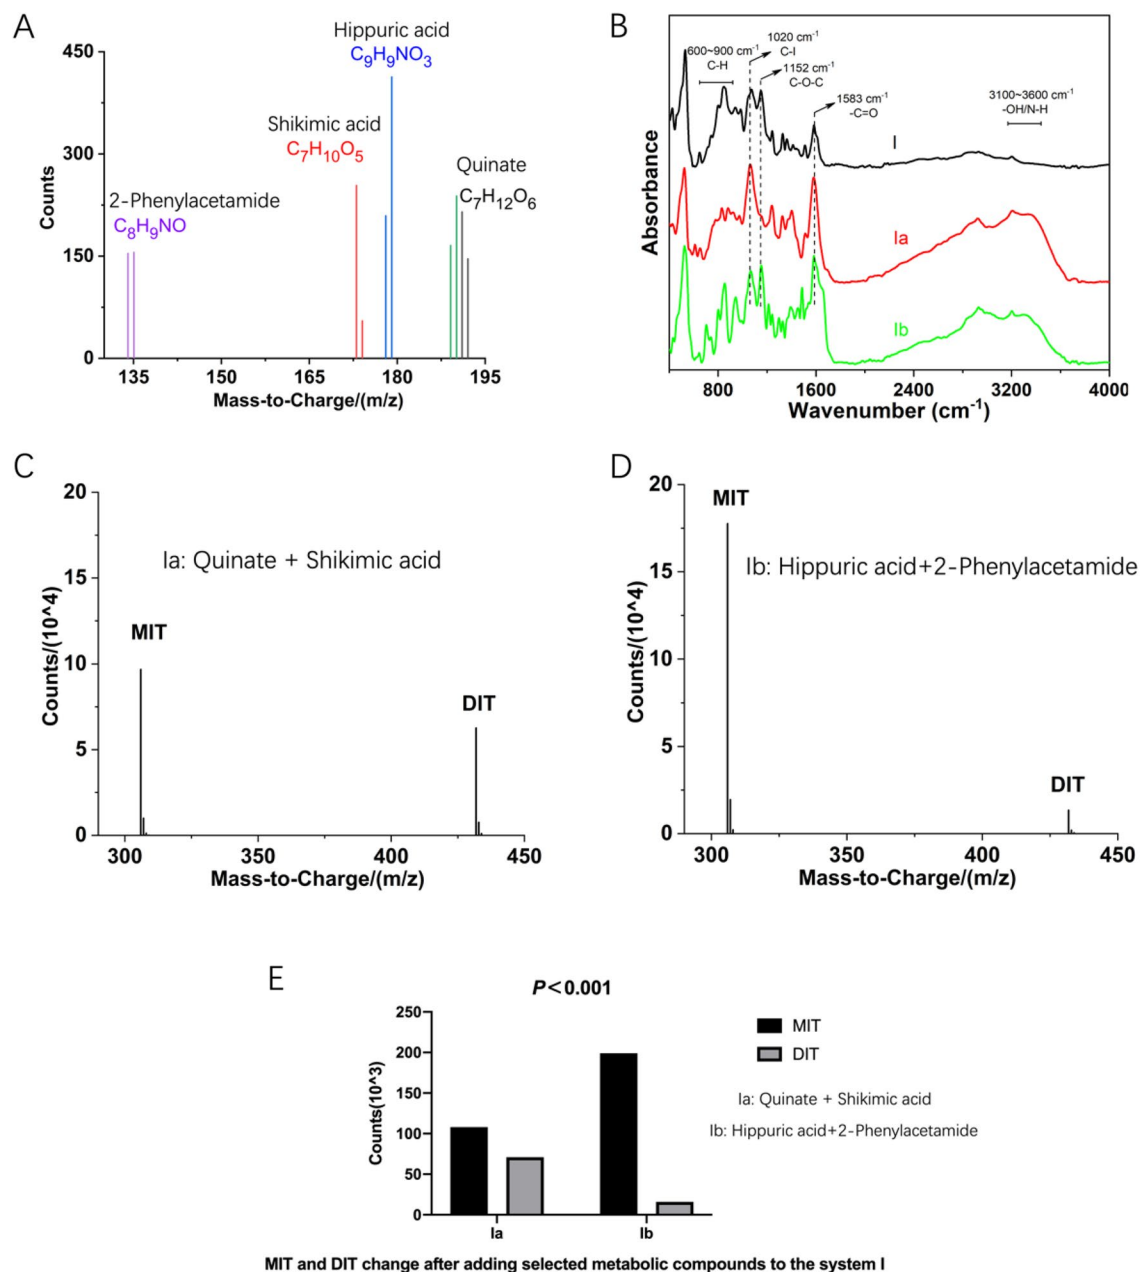 A
Hippuric acid
C9H9NO3
Shikimic acid
C7H10O5
Quinate
C7H12O6
2-Phenylacetamide
C8H9NO
450
300
150
0
Counts
135 150 165 180 195
Mass-to-Charge/(m/z)
B
600~900 cm-1
C-H
1020 cm-1
C-I
1152 cm-1
C-O-C
1583 cm-1
-C=O
3100~3600 cm-1
-OH/N-H
I
Ia
Ib
Absorbance
800 1600 2400 3200 4000
Wavenumber (cm-1)
C
20
15
10
5
0
Counts/(10^4)
Ia: Quinate + Shikimic acid
MIT
DIT
300 350 400 450
Mass-to-Charge/(m/z)
D
20
15
10
5
0
Counts/(10^4)
MIT
Ib: Hippuric acid+2-Phenylacetamide
DIT
300 350 400 450
Mass-to-Charge/(m/z)
E
P<0.001
250
200
150
100
50
0
Counts(10^3)
Ia Ib
MIT
DIT
Ia: Quinate + Shikimic acid
Ib: Hippuric acid+2-Phenylacetamide
MIT and DIT change after adding selected metabolic compounds to the system I